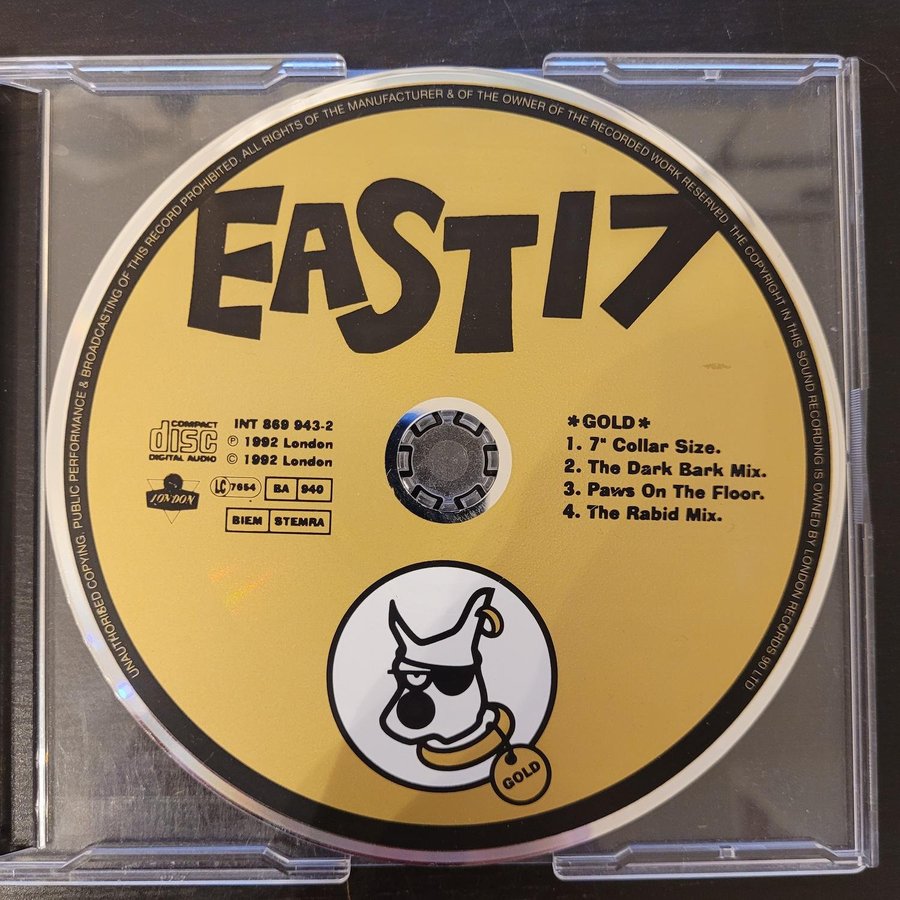 UNAUTHORISED COPYING, PUBLIC PERFORMANCE & BROADCASTING OF THIS RECORD PROHIBITED. ALL RIGHTS OF THE MANUFACTURER & OF THE OWNER OF THE RECORDED WORK RESERVED. THE COPYRIGHT IN THIS SOUND RECORDING IS OWNED BY LONDON RECORDS 90 LTD
EAST 17
COMPACT
disc
DIGITAL AUDIO
INT 869 943-2
℗ 1992 London
© 1992 London
LONDON
LC 7654
BA 940
BIEM STEMRA
*GOLD*
1. 7" Collar Size.
2. The Dark Bark Mix.
3. Paws On The Floor.
4. The Rabid Mix.
GOLD